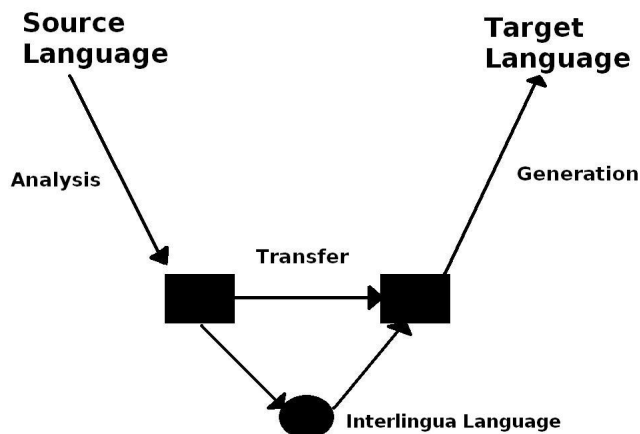 Source
Language
Target
Language
Analysis
Generation
Transfer
Interlingua Language